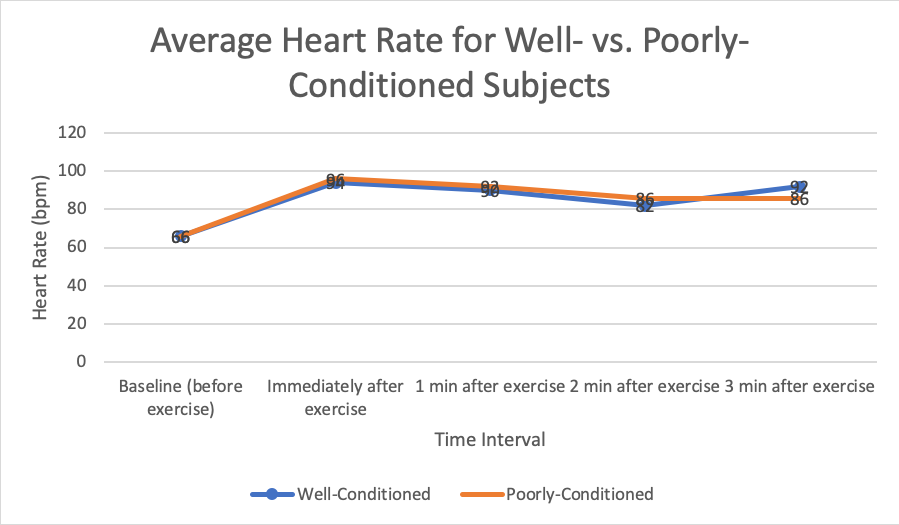 Average Heart Rate for Well- vs. Poorly-
Conditioned Subjects
120
100
80
60
40
20
0
Heart Rate (bpm)
66
66
96
94
92
90
86
82
92
86
Baseline (before
exercise)
Immediately after
exercise
1 min after exercise
2 min after exercise
3 min after exercise
Time Interval
Well-Conditioned
Poorly-Conditioned